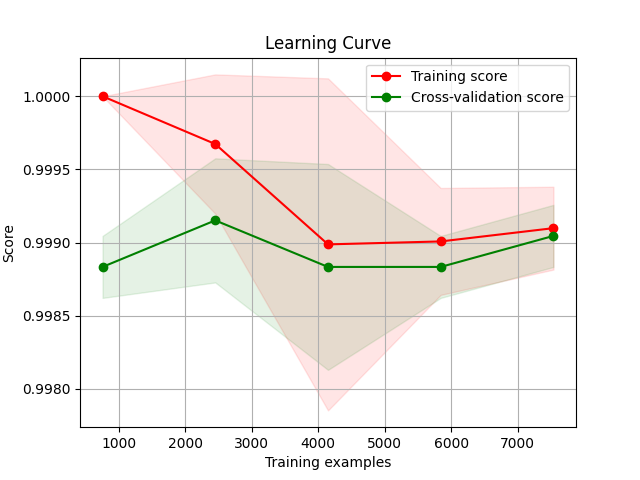 Learning Curve
Training score
Cross-validation score
1.0000
0.9995
0.9990
0.9985
0.9980
Score
1000 2000 3000 4000 5000 6000 7000
Training examples